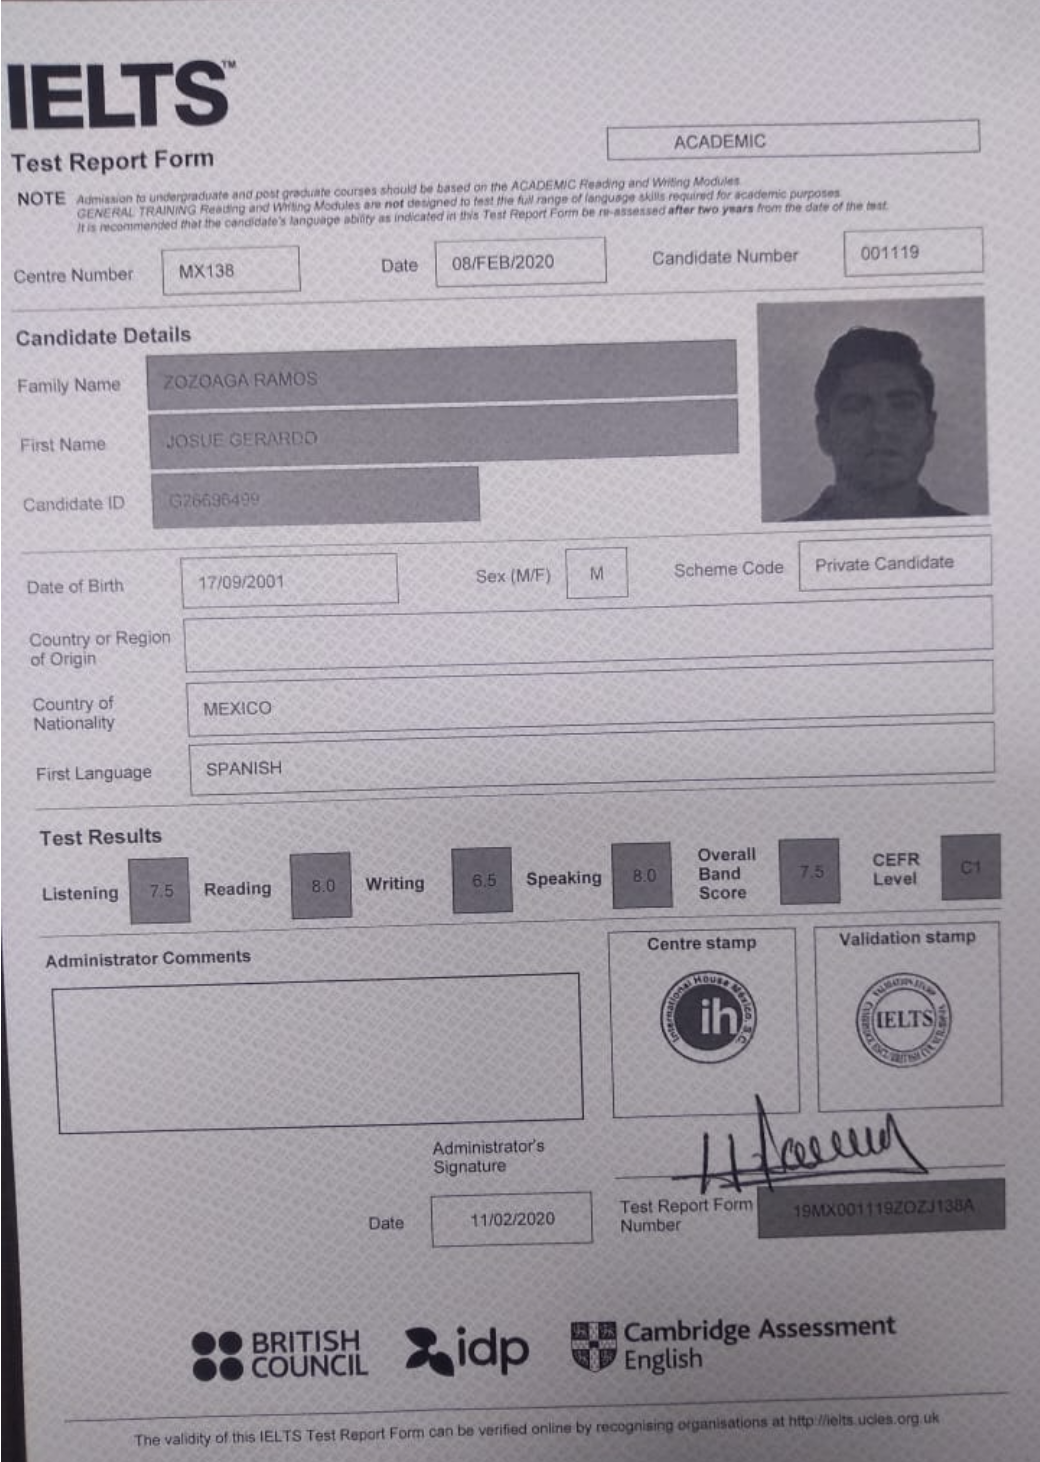 IELTS™
Test Report Form
ACADEMIC
NOTE Admission to undergraduate and post graduate courses should be based on the ACADEMIC Reading and Writing Modules.
GENERAL TRAINING Reading and Writing Modules are not designed to test the full range of language skills required for academic purposes.
It is recommended that the candidate's language ability as indicated in this Test Report Form be re-assessed after two years from the date of the test.
Centre Number MX138 Date 08/FEB/2020 Candidate Number 001119
Candidate Details
Family Name ZOZOAGA RAMOS
First Name JOSUE GERARDO
Candidate ID G26696499
Date of Birth 17/09/2001 Sex (M/F) M Scheme Code Private Candidate
Country or Region
of Origin
Country of
Nationality MEXICO
First Language SPANISH
Test Results
Listening 7.5 Reading 8.0 Writing 6.5 Speaking 8.0 Overall Band Score 7.5 CEFR Level C1
Administrator Comments
Centre stamp
International House México, S.C.
ih
Validation stamp
VALIDATION STAMP
IELTS
Administrator's
Signature
Date 11/02/2020
Test Report Form
Number 19MX001119ZOZJ138A
BRITISH
COUNCIL
idp
Cambridge Assessment
English
The validity of this IELTS Test Report Form can be verified online by recognising organisations at http://ielts.ucles.org.uk